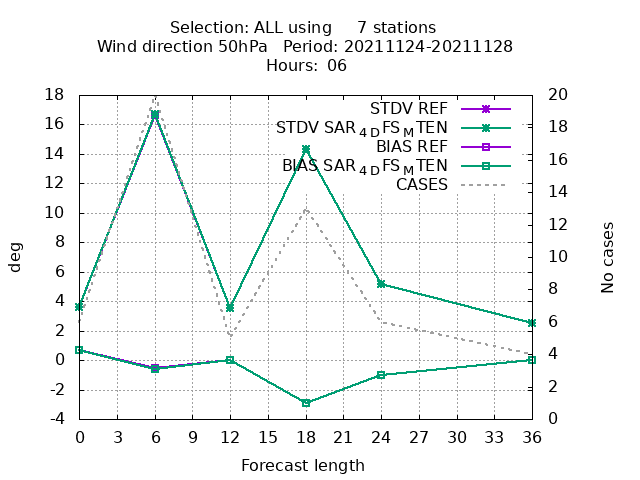 Selection: ALL using     7 stations
Wind direction 50hPa   Period: 20211124-20211128
Hours: 06
STDV REF
STDV SAR4DFSMTEN
BIAS REF
BIAS SAR4DFSMTEN
CASES
18
16
14
12
10
8
6
4
2
0
-2
-4
deg
20
18
16
14
12
10
8
6
4
2
0
No cases
0 3 6 9 12 15 18 21 24 27 30 33 36
Forecast length